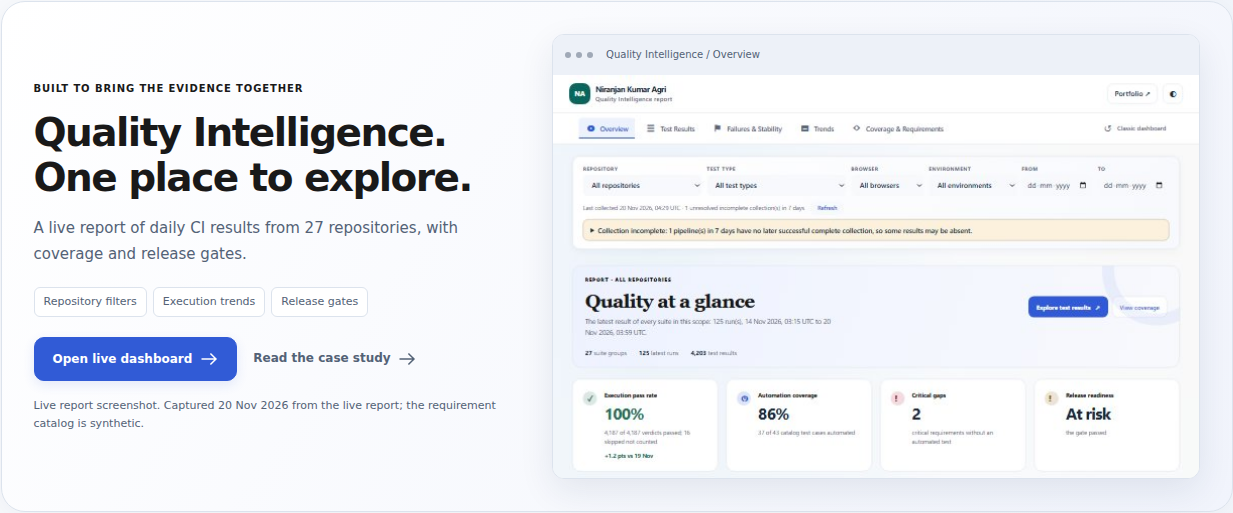 BUILT TO BRING THE EVIDENCE TOGETHER
Quality Intelligence.
One place to explore.
A live report of daily CI results from 27 repositories, with
coverage and release gates.
Repository filters
Execution trends
Release gates
Open live dashboard →
Read the case study →
Live report screenshot. Captured 20 Nov 2026 from the live report; the requirement
catalog is synthetic.
Quality Intelligence / Overview
NA
Niranjan Kumar Agri
Quality Intelligence report
Portfolio ↗
Overview
Test Results
Failures & Stability
Trends
Coverage & Requirements
Classic dashboard
REPOSITORY
TEST TYPE
BROWSER
ENVIRONMENT
FROM
TO
All repositories
All test types
All browsers
All environments
dd mm yyyy
dd mm yyyy
Last collected 20 Nov 2026, 04:29 UTC · 1 unresolved incomplete collection(s) in 7 days
Refresh
Collection incomplete: 1 pipeline(s) in 7 days have no later successful complete collection, so some results may be absent.
REPORT · ALL REPOSITORIES
Quality at a glance
The latest result of every suite in this scope: 125 run(s), 14 Nov 2026, 03:15 UTC to 20
Nov 2026, 03:59 UTC.
27 suite groups
125 latest runs
4,203 test results
Explore test results ↗
View coverage
Execution pass rate
100%
4,187 of 4,187 verdicts passed; 16
skipped not counted
+1.2 pts vs 19 Nov
Automation coverage
86%
37 of 43 catalog test cases automated
Critical gaps
2
critical requirements without an
automated test
Release readiness
At risk
the gate passed